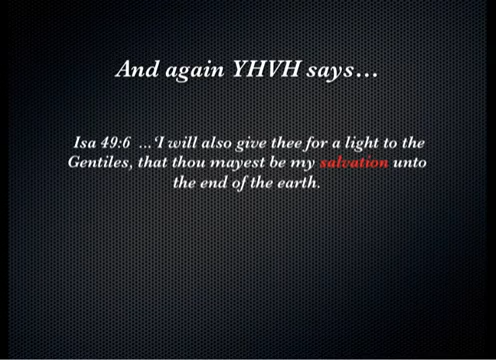 And again YHVH says...
Isa 49:6 ...'I will also give thee for a light to the
Gentiles, that thou mayest be my salvation unto
the end of the earth.